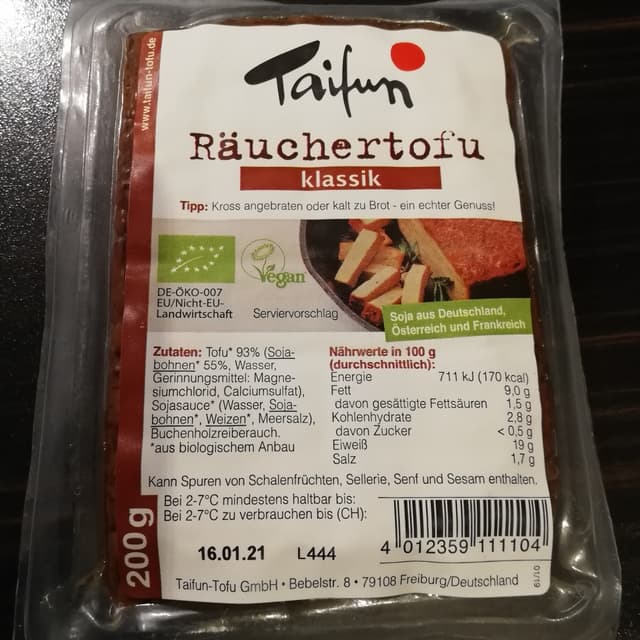 www.taifun-tofu.de
Taifun
Räuchertofu
klassik
Tipp: Kross angebraten oder kalt zu Brot - ein echter Genuss!
DE-ÖKO-007
EU/Nicht-EU-
Landwirtschaft
Vegan
Serviervorschlag
Soja aus Deutschland,
Österreich und Frankreich
Zutaten: Tofu* 93% (Soja-
bohnen* 55%, Wasser,
Gerinnungsmittel: Magne-
siumchlorid, Calciumsulfat),
Sojasauce* (Wasser, Soja-
bohnen*, Weizen*, Meersalz),
Buchenholzreiberauch.
*aus biologischem Anbau
Nährwerte in 100 g
(durchschnittlich):
Energie 711 kJ (170 kcal)
Fett 9,0 g
davon gesättigte Fettsäuren 1,5 g
Kohlenhydrate 2,8 g
davon Zucker < 0,5 g
Eiweiß 19 g
Salz 1,7 g
Kann Spuren von Schalenfrüchten, Sellerie, Senf und Sesam enthalten.
Bei 2-7°C mindestens haltbar bis:
Bei 2-7°C zu verbrauchen bis (CH):
16.01.21 L444
4 012359 111104
200g
Taifun-Tofu GmbH • Bebelstr. 8 • 79108 Freiburg/Deutschland
01/19